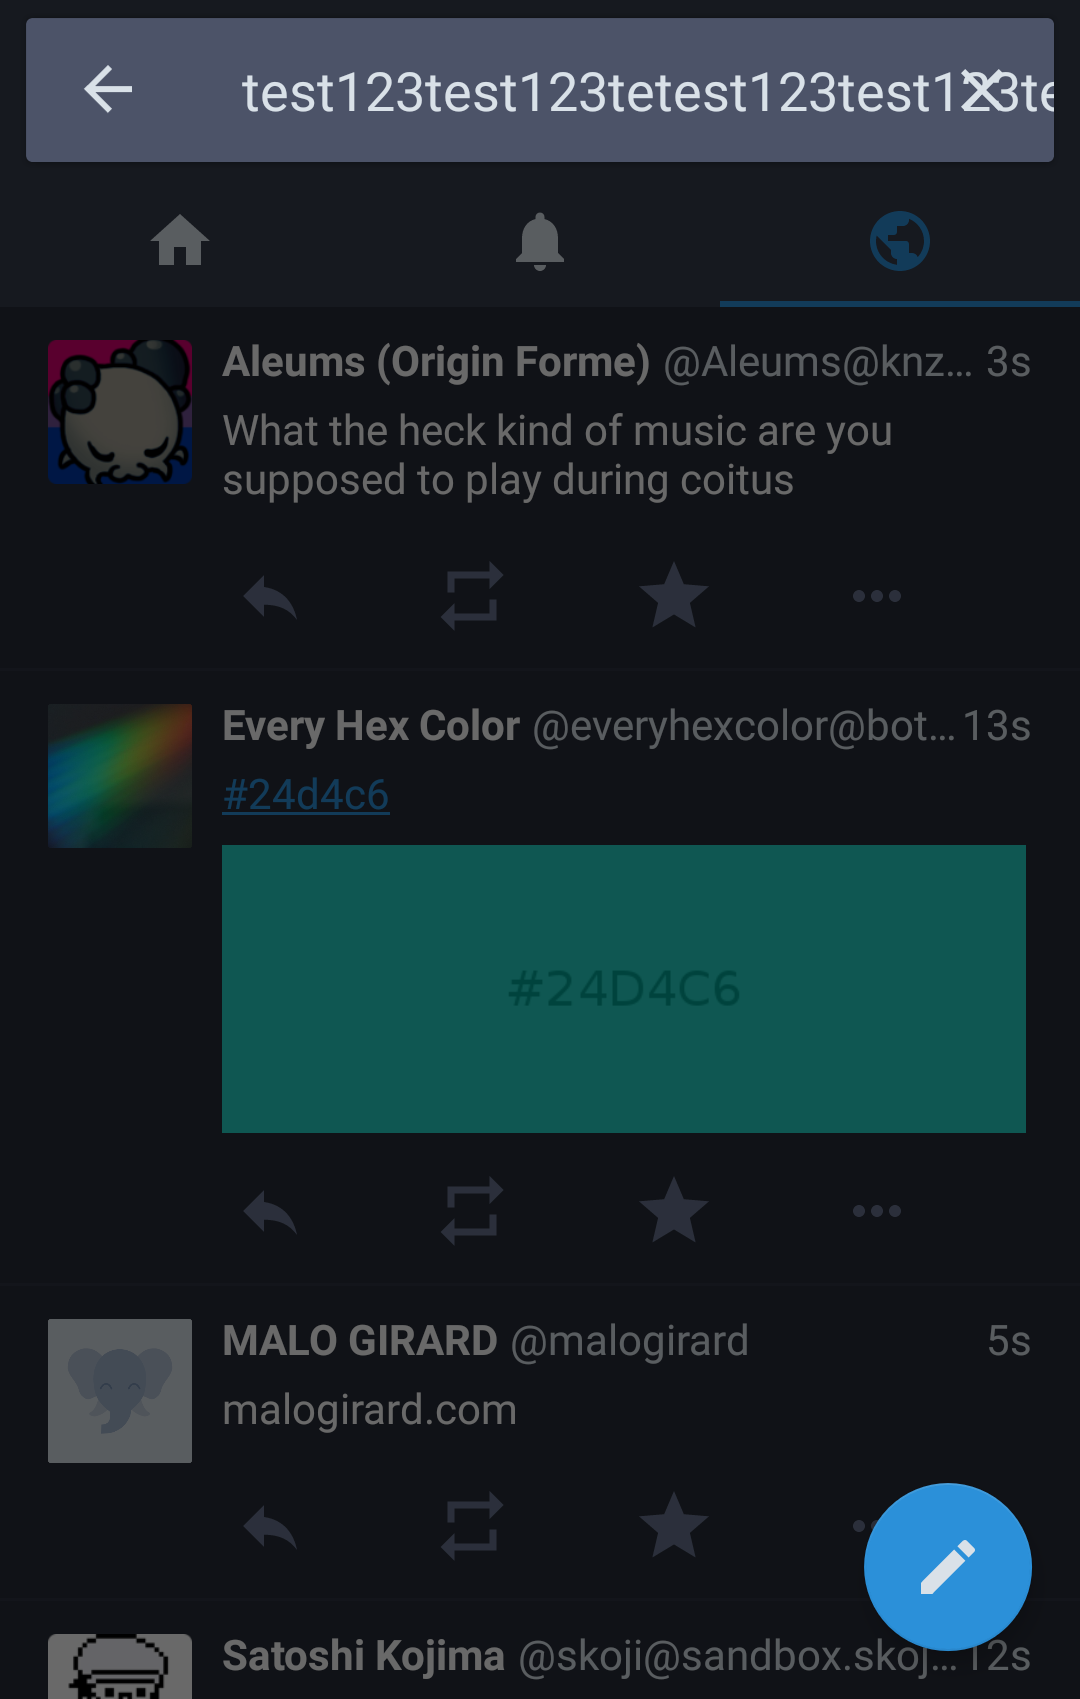 test123test123tetest123test123te
Aleums (Origin Forme) @Aleums@knz... 3s
What the heck kind of music are you
supposed to play during coitus
Every Hex Color @everyhexcolor@bot... 13s
#24d4c6
#24D4C6
MALO GIRARD @malogirard 5s
malogirard.com
Satoshi Kojima @skoji@sandbox.skoj... 12s